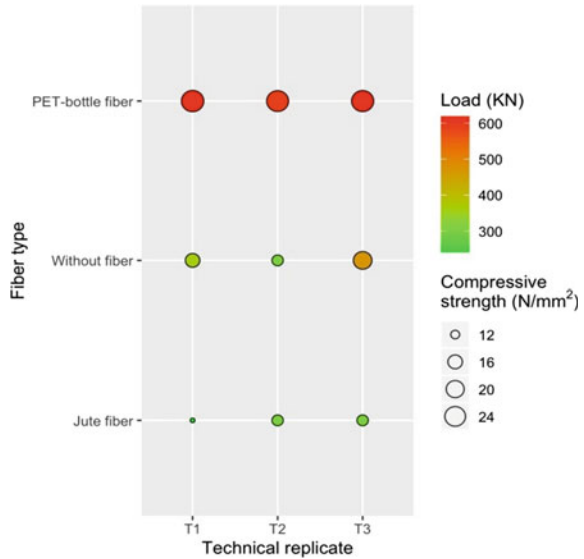 PET-bottle fiber
Without fiber
Jute fiber
Fiber type
T1 T2 T3
Technical replicate
Load (KN)
600
500
400
300
Compressive
strength (N/mm²)
12
16
20
24